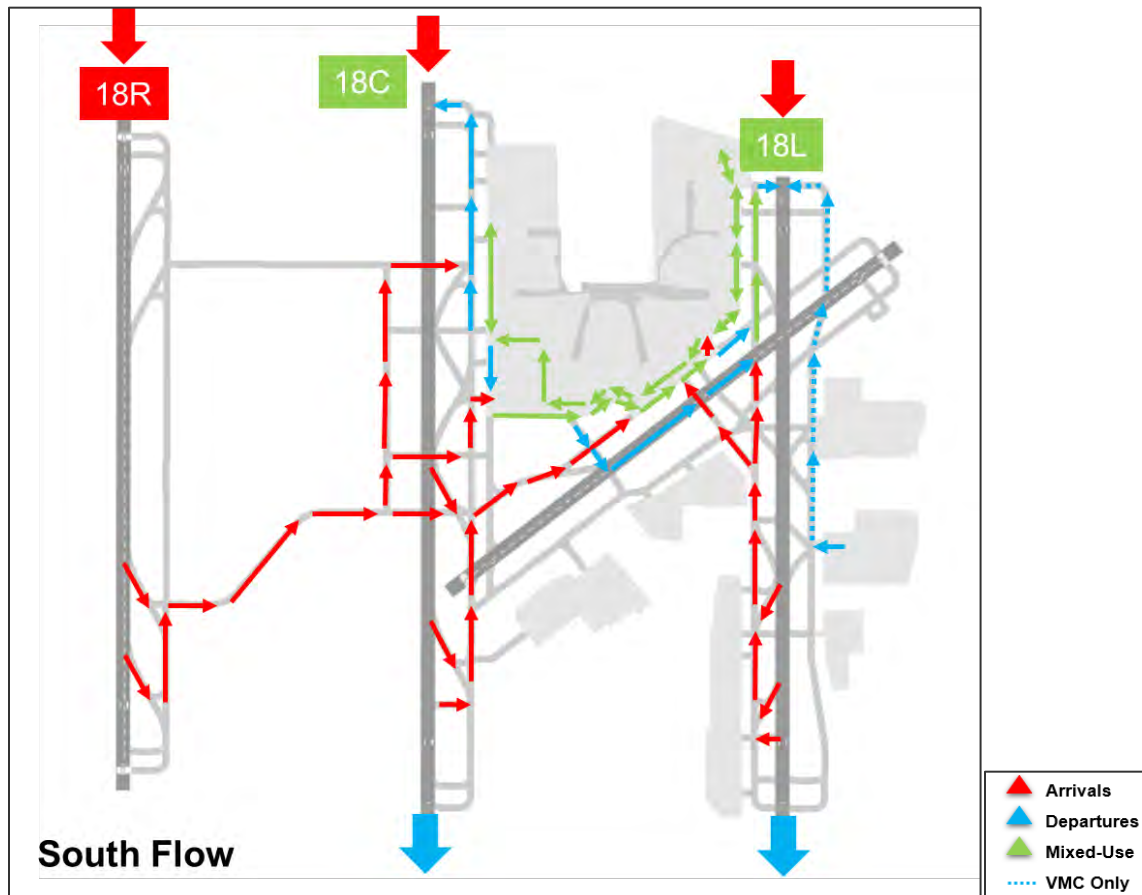 18R
18C
18L
South Flow
Arrivals
Departures
Mixed-Use
VMC Only